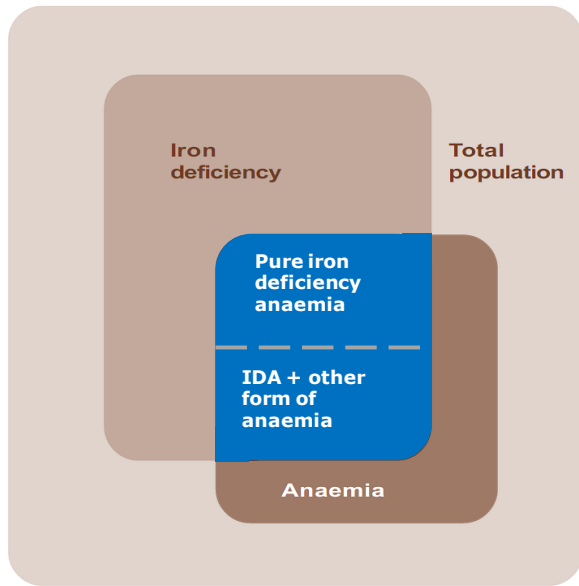 Iron
deficiency
Total
population
Pure iron
deficiency
anaemia
IDA + other
form of
anaemia
Anaemia